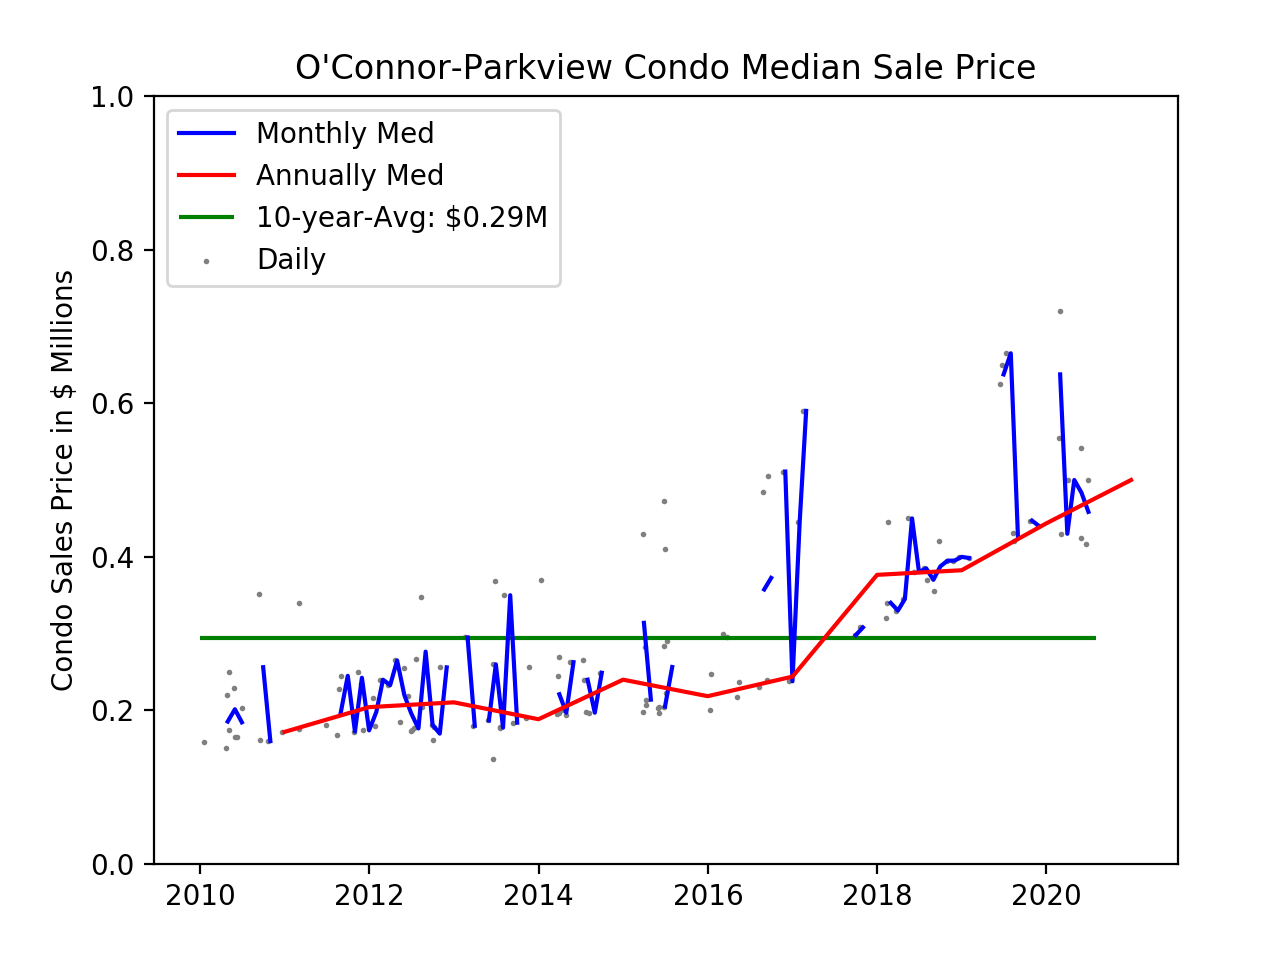 O'Connor-Parkview Condo Median Sale Price
Condo Sales Price in $ Millions
1.0
0.8
0.6
0.4
0.2
0.0
Monthly Med
Annually Med
10-year-Avg: $0.29M
Daily
2010 2012 2014 2016 2018 2020